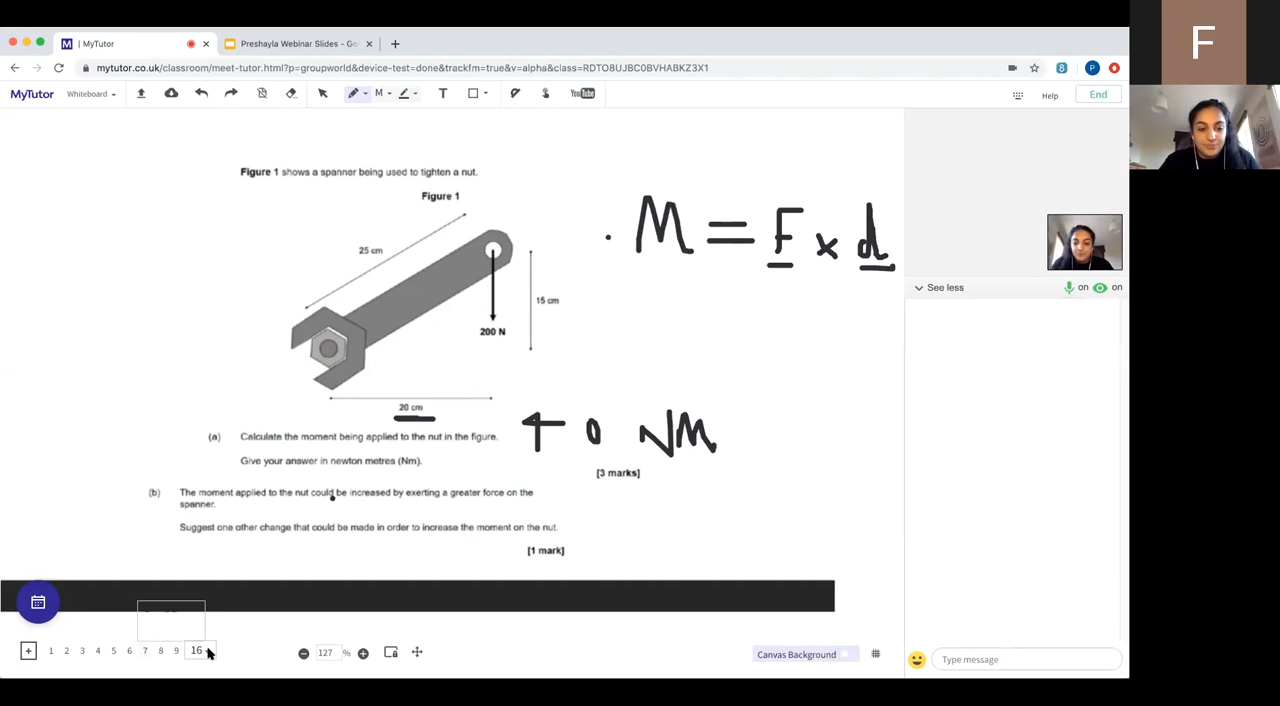 M | MyTutor
Preshayla Webinar Slides - Go
mytutor.co.uk/classroom/meet-tutor.html?p=groupworld&device-test=done&trackfm=true&v=alpha&class=RDTO8UJBC0BVHABKZ3X1
8
P
F
MyTutor
Whiteboard
M
T
YouTube
Help
End
Figure 1 shows a spanner being used to tighten a nut.
Figure 1
M = F x d
25 cm
15 cm
200 N
20 cm
See less
on
on
(a) Calculate the moment being applied to the nut in the figure.
40 NM
Give your answer in newton metres (Nm).
[3 marks]
(b) The moment applied to the nut could be increased by exerting a greater force on the
spanner.
Suggest one other change that could be made in order to increase the moment on the nut.
[1 mark]
1 2 3 4 5 6 7 8 9 16
127 %
Canvas Background
Type message